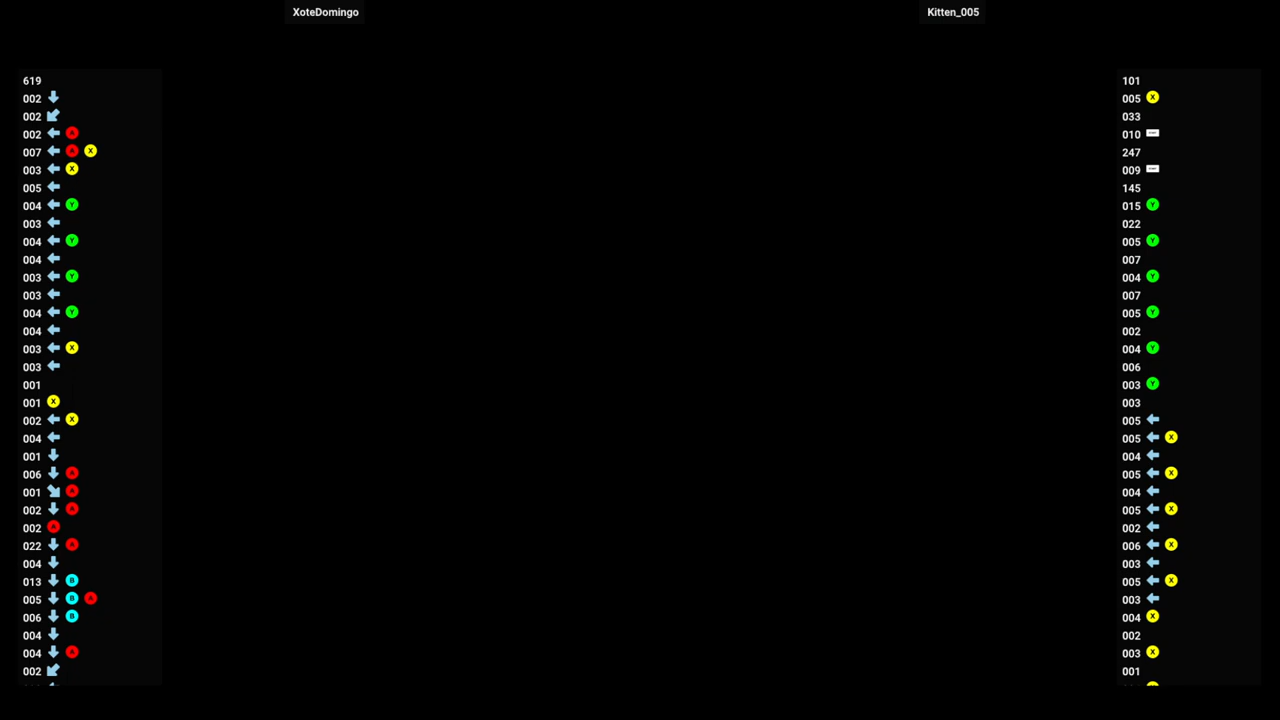 XoteDomingo
Kitten_005
619
002
002
002 A
007 A X
003 X
005
004 Y
003
004 Y
004
003 Y
003
004 Y
004
003 X
003
001
001 X
002 X
004
001
006 A
001 A
002 A
002 A
022 A
004
013 B
005 B A
006 B
004
004 A
002
101
005 X
033
010
247
009
145
015 Y
022
005 Y
007
004 Y
007
005 Y
002
004 Y
006
003 Y
003
005
005 X
004
005 X
004
005 X
002
006 X
003
005 X
003
004 X
002
003 X
001